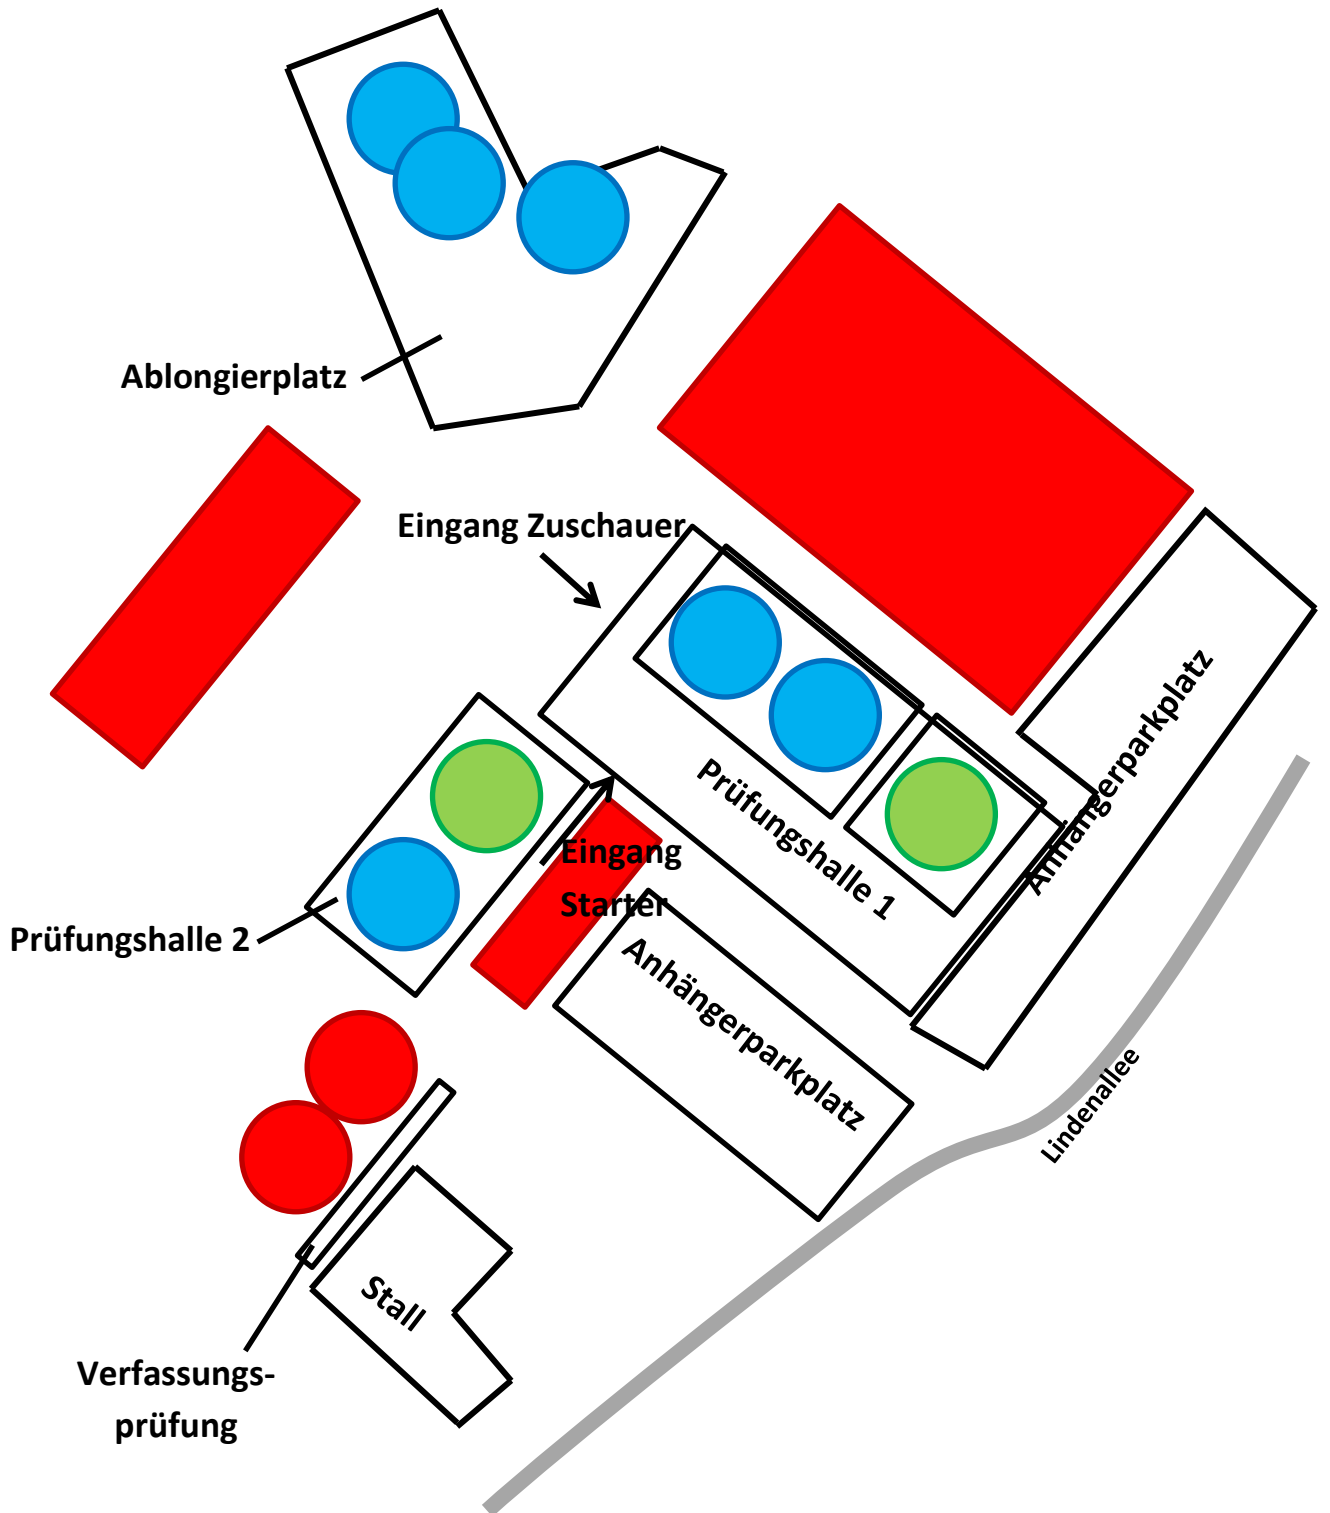 Ablongierplatz
Eingang Zuschauer
Anhängerparkplatz
Prüfungshalle 1
Eingang
Starter
Prüfungshalle 2
Anhängerparkplatz
Lindenallee
Stall
Verfassungs-
prüfung